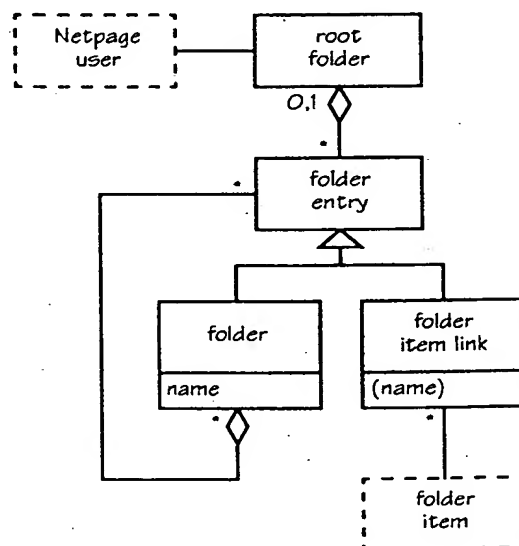 Netpage
user
root
folder
0,1
*
*
folder
entry
folder
name
*
folder
item link
(name)
*
folder
item